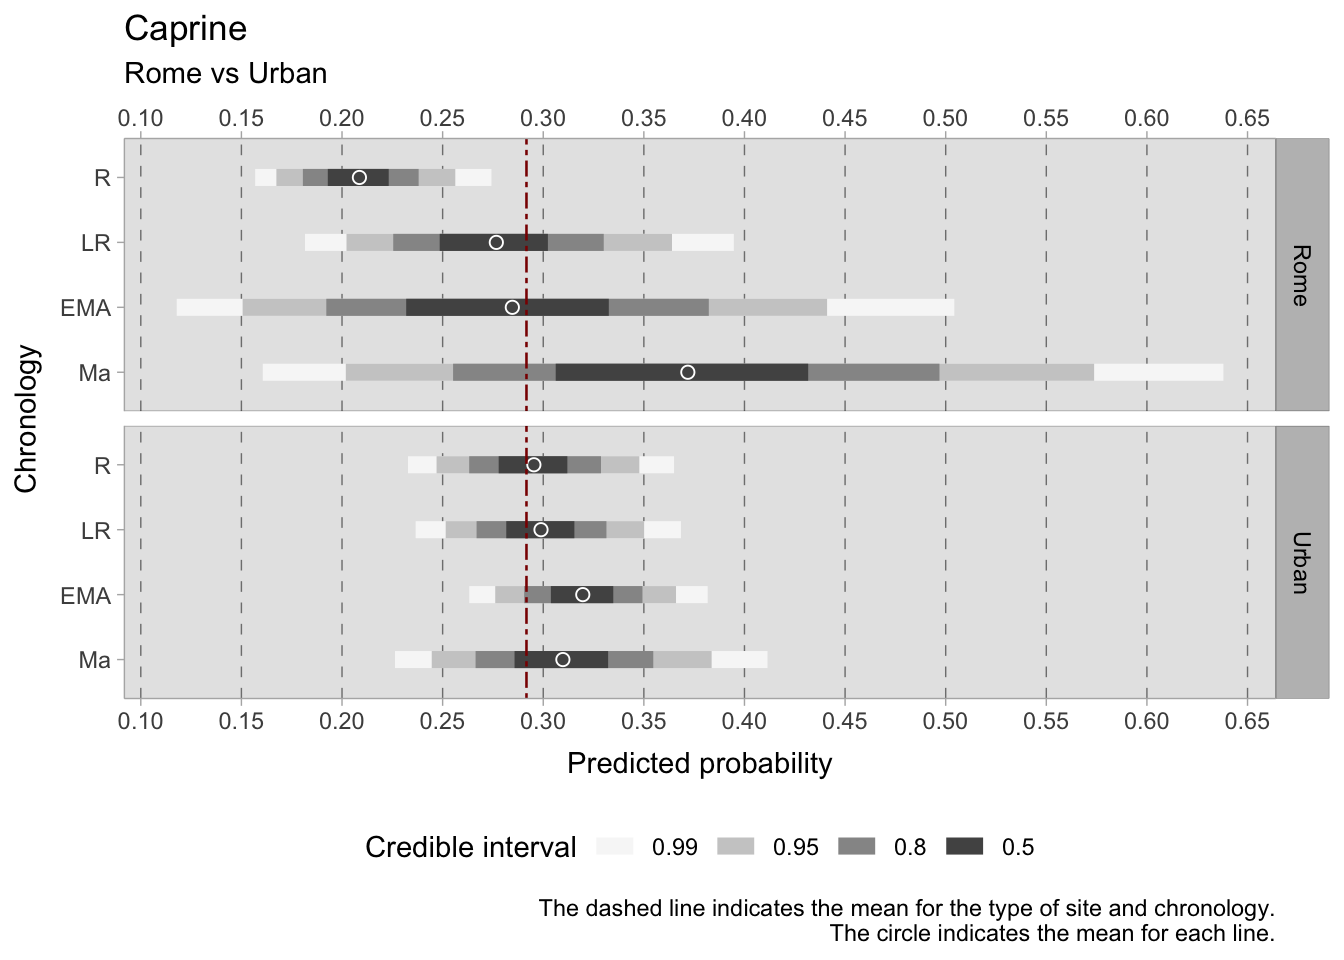 Caprine
Rome vs Urban
0.10 0.15 0.20 0.25 0.30 0.35 0.40 0.45 0.50 0.55 0.60 0.65
R
LR
EMA
Ma
Rome
Chronology
R
LR
EMA
Ma
Urban
0.10 0.15 0.20 0.25 0.30 0.35 0.40 0.45 0.50 0.55 0.60 0.65
Predicted probability
Credible interval 0.99 0.95 0.8 0.5
The dashed line indicates the mean for the type of site and chronology.
The circle indicates the mean for each line.